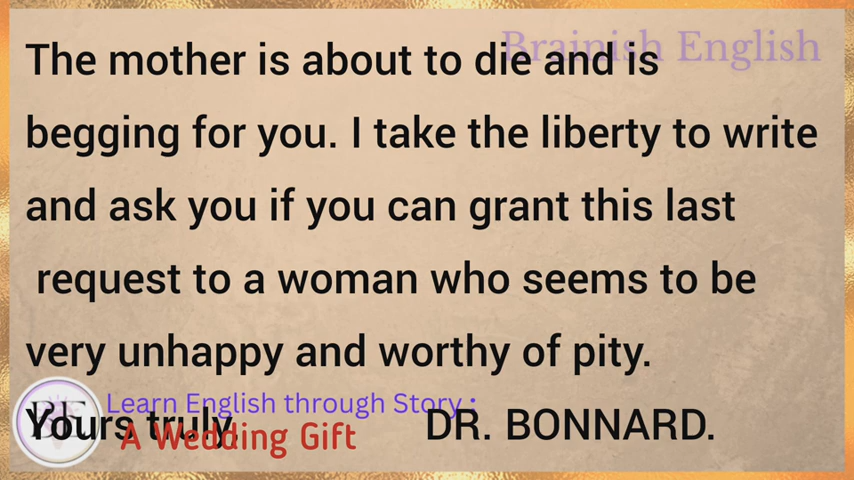 Brainish English
The mother is about to die and is
begging for you. I take the liberty to write
and ask you if you can grant this last
request to a woman who seems to be
very unhappy and worthy of pity.
Learn English through Story :
Yours truly DR. BONNARD.
A Wedding Gift